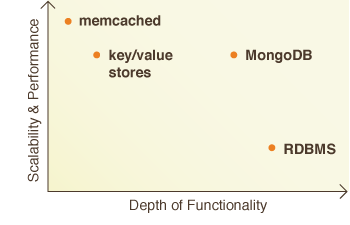 memcached
key/value
stores
MongoDB
RDBMS
Scalability & Performance
Depth of Functionality